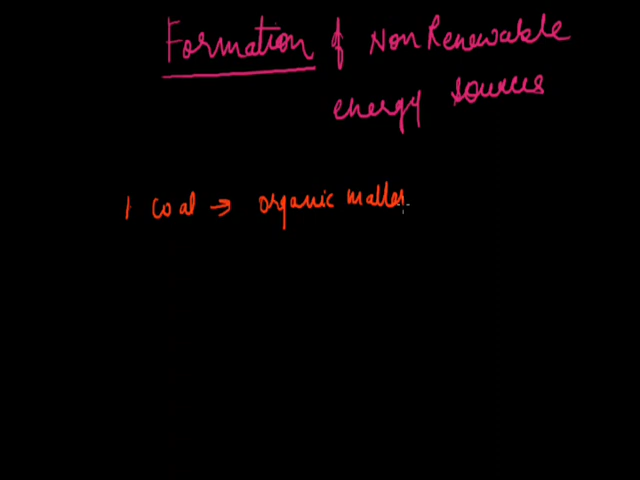 Formation of Non Renewable
energy sources
1 coal → organic matter